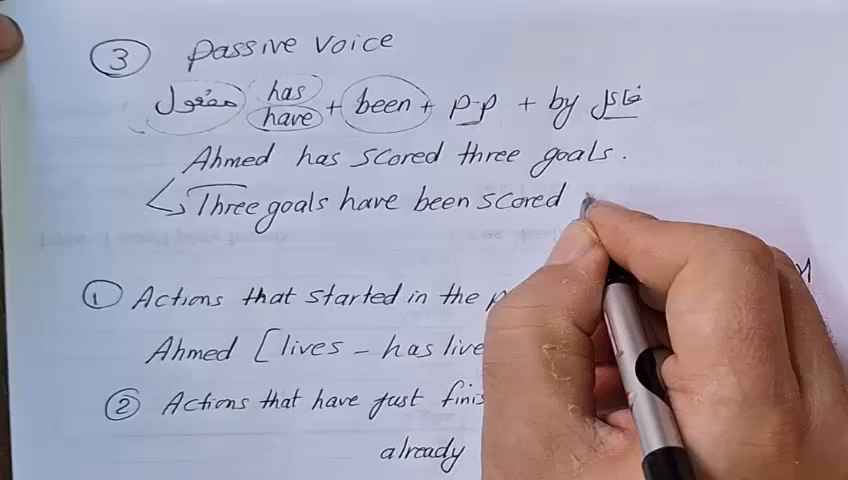 ③ Passive Voice
مفعول has/have + been + p.p + by فاعل
Ahmed has scored three goals.
Three goals have been scored
① Actions that started in the
Ahmed [lives - has live
② Actions that have just finis
already